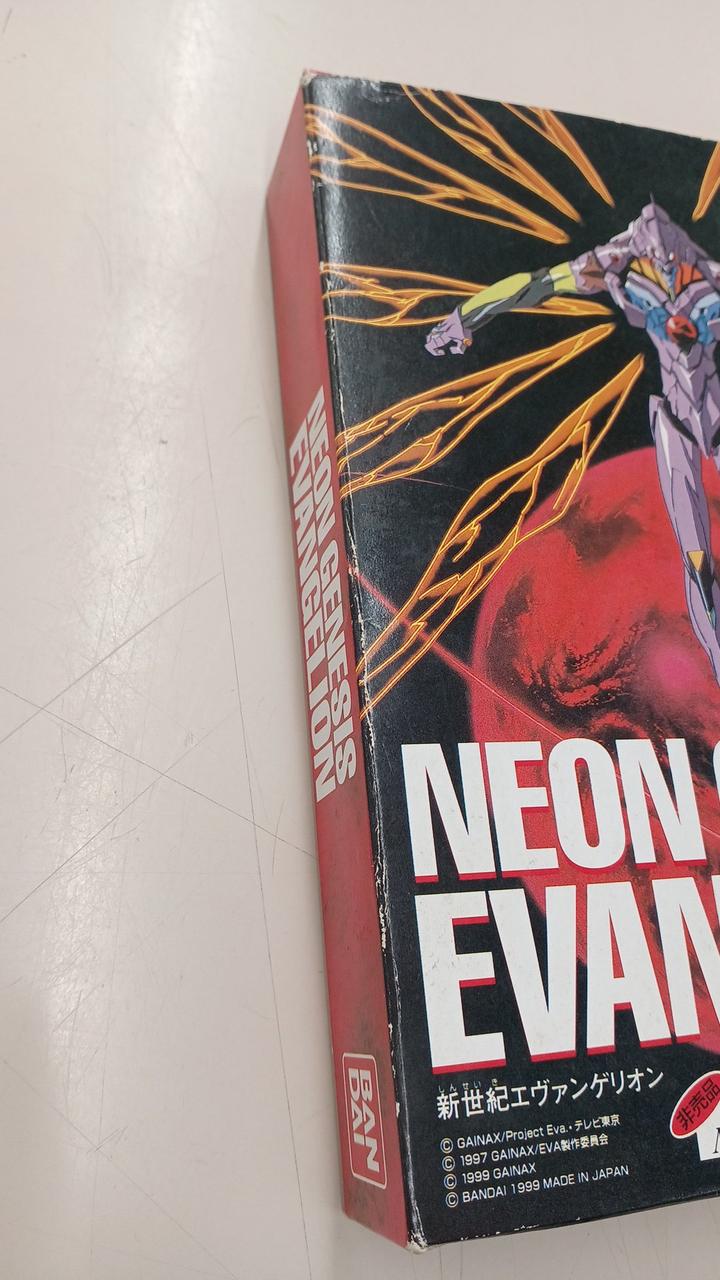 NEON GENESIS
EVANGELION
BAN
DAI
NEON
EVAN
しんせいき
新世紀エヴァンゲリオン
非売品
© GAINAX/Project Eva.・テレビ東京
© 1997 GAINAX/EVA製作委員会
© 1999 GAINAX
© BANDAI 1999 MADE IN JAPAN